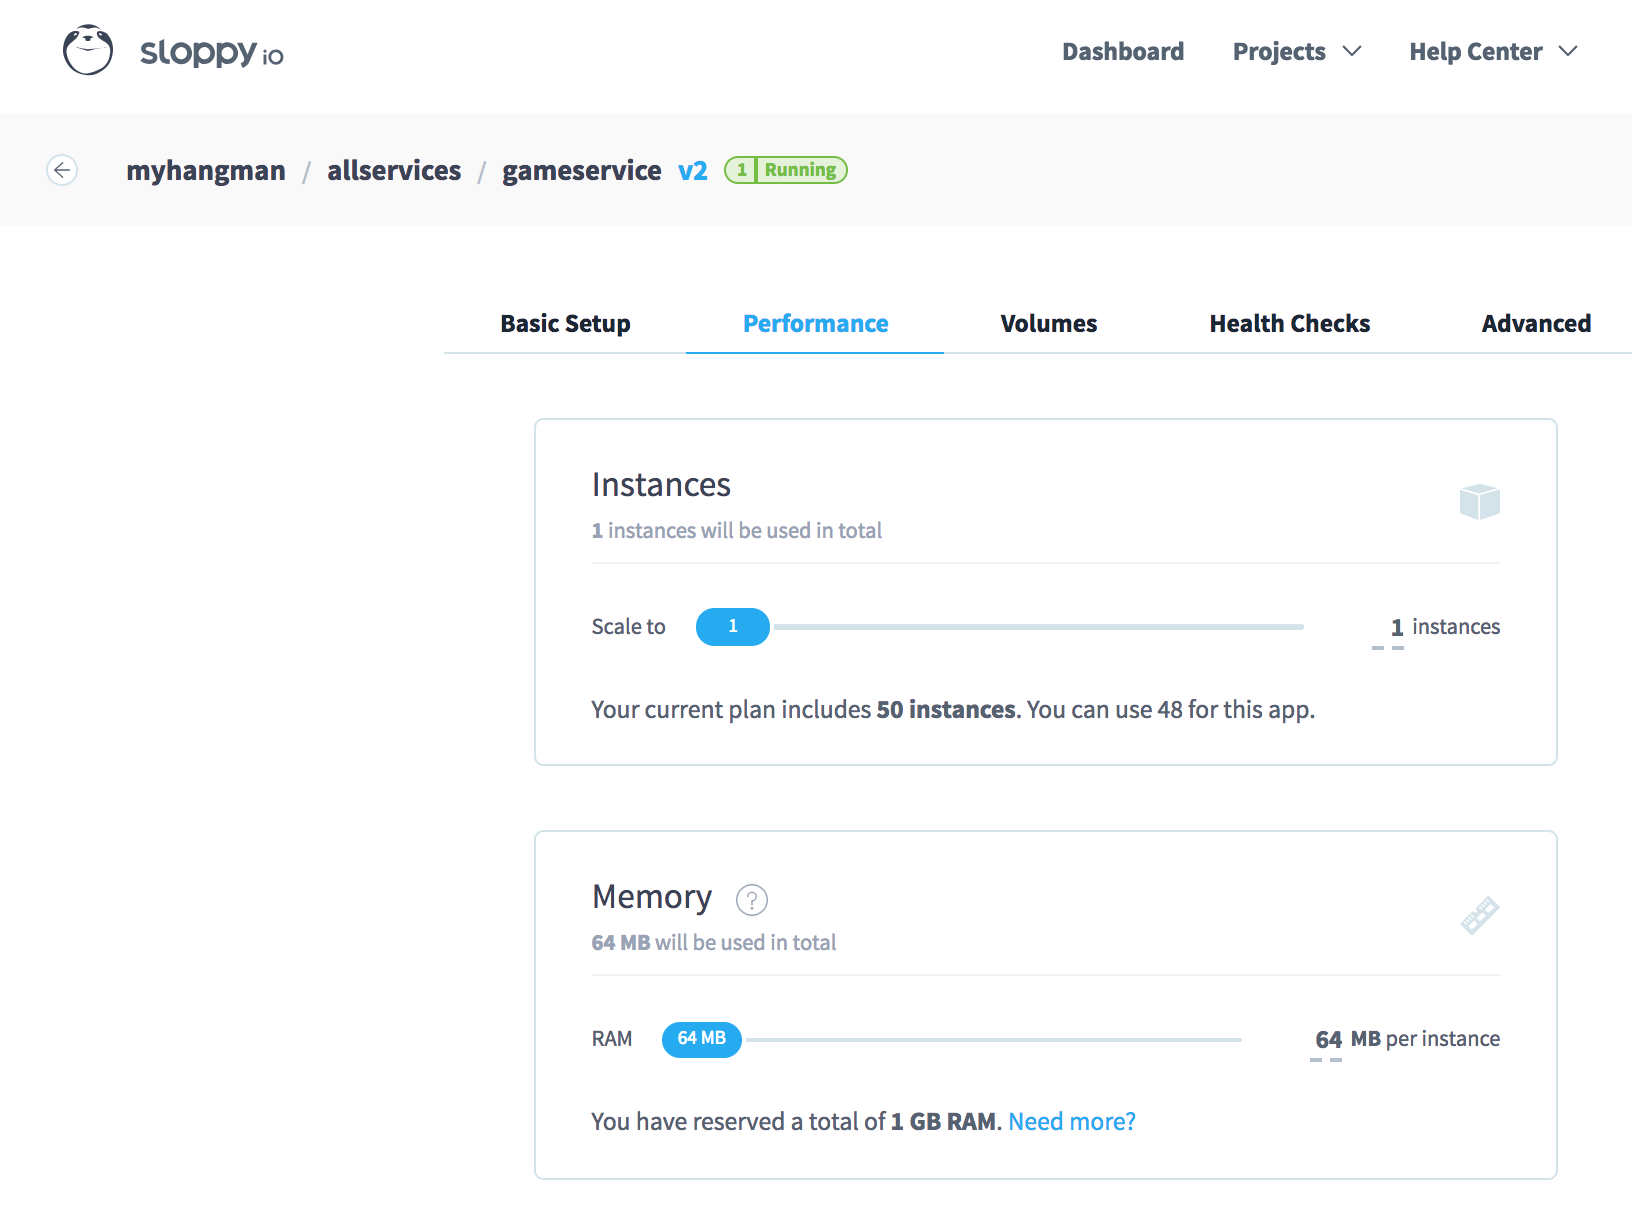 sloppy io
Dashboard Projects Help Center
myhangman / allservices / gameservice v2 1 Running
Basic Setup Performance Volumes Health Checks Advanced
Instances
1 instances will be used in total
Scale to 1 1 instances
Your current plan includes 50 instances. You can use 48 for this app.
Memory ?
64 MB will be used in total
RAM 64 MB 64 MB per instance
You have reserved a total of 1 GB RAM. Need more?